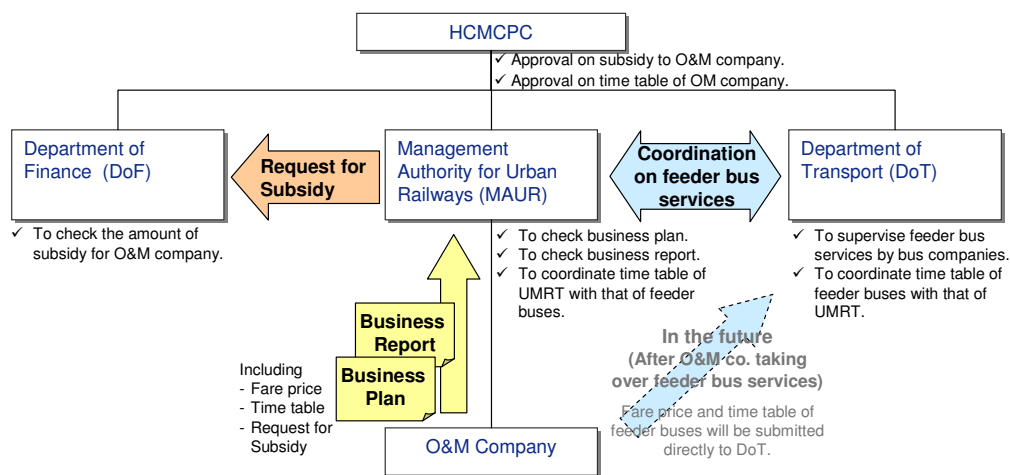 HCMCPC
✓ Approval on subsidy to O&M company.
✓ Approval on time table of OM company.
Department of
Finance (DoF)
Request for
Subsidy
Management
Authority for Urban
Railways (MAUR)
Coordination
on feeder bus
services
Department of
Transport (DoT)
✓ To check the amount of
subsidy for O&M company.
✓ To check business plan.
✓ To check business report.
✓ To coordinate time table of
UMRT with that of feeder
buses.
✓ To supervise feeder bus
services by bus companies.
✓ To coordinate time table of
feeder buses with that of
UMRT.
Business
Report
Business
Plan
Including
- Fare price
- Time table
- Request for
Subsidy
In the future
(After O&M co. taking
over feeder bus services)
Fare price and time table of
feeder buses will be submitted
directly to DoT.
O&M Company